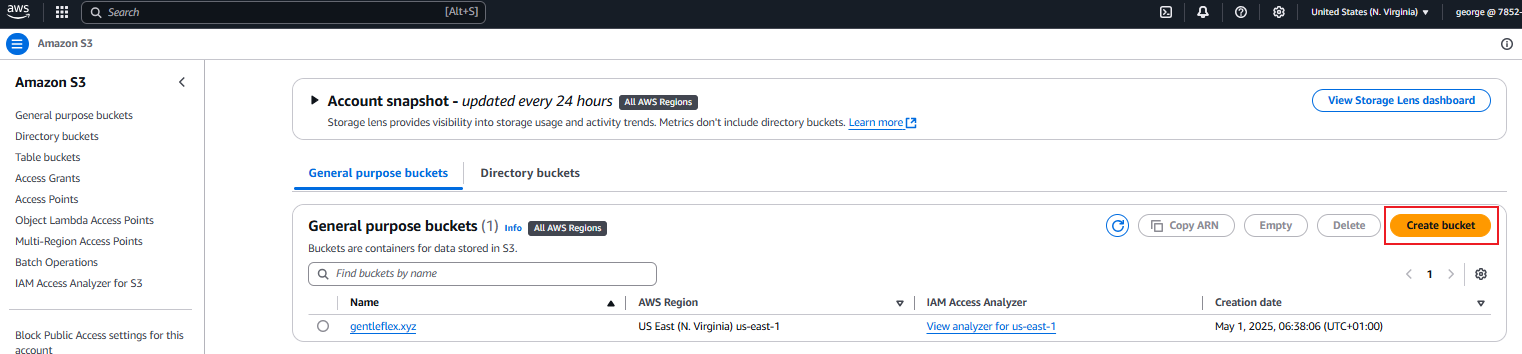 aws
Search
[Alt+S]
United States (N. Virginia)
george @ 7852-
Amazon S3
Amazon S3
General purpose buckets
Directory buckets
Table buckets
Access Grants
Access Points
Object Lambda Access Points
Multi-Region Access Points
Batch Operations
IAM Access Analyzer for S3
Block Public Access settings for this
account
Account snapshot - updated every 24 hours All AWS Regions
View Storage Lens dashboard
Storage lens provides visibility into storage usage and activity trends. Metrics don't include directory buckets. Learn more
General purpose buckets Directory buckets
General purpose buckets (1) Info All AWS Regions
Copy ARN Empty Delete Create bucket
Buckets are containers for data stored in S3.
Find buckets by name
1
Name AWS Region IAM Access Analyzer Creation date
gentleflex.xyz US East (N. Virginia) us-east-1 View analyzer for us-east-1 May 1, 2025, 06:38:06 (UTC+01:00)